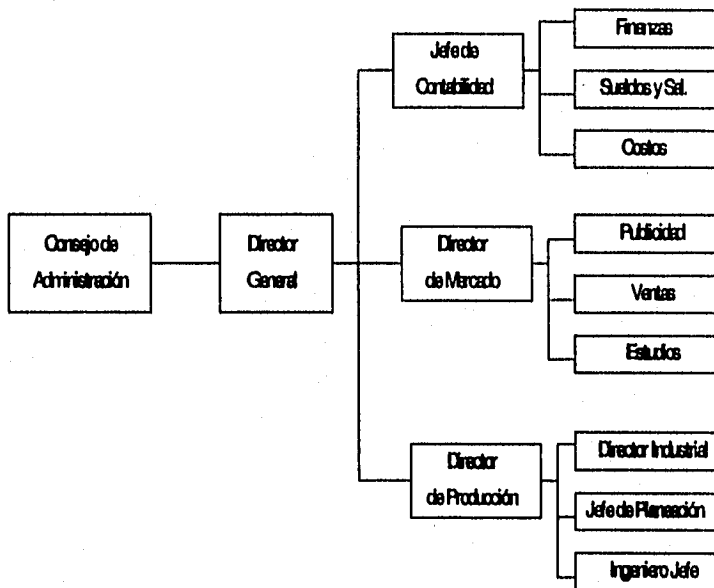 Consejo de
Administración
Director
General
Jefe de
Contabilidad
Finanzas
Sueldos y Sal.
Costos
Director
de Mercado
Publicidad
Ventas
Estudios
Director
de Producción
Director Industrial
Jefe de Planeación
Ingeniero Jefe